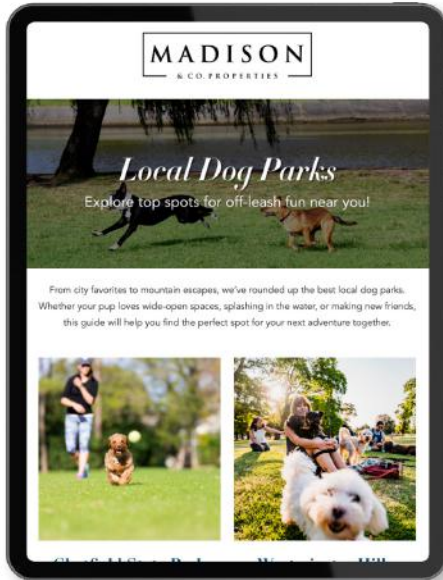 MADISON
& CO. PROPERTIES
Local Dog Parks
Explore top spots for off-leash fun near you!
From city favorites to mountain escapes, we've rounded up the best local dog parks.
Whether your pup loves wide-open spaces, splashing in the water, or making new friends,
this guide will help you find the perfect spot for your next adventure together.